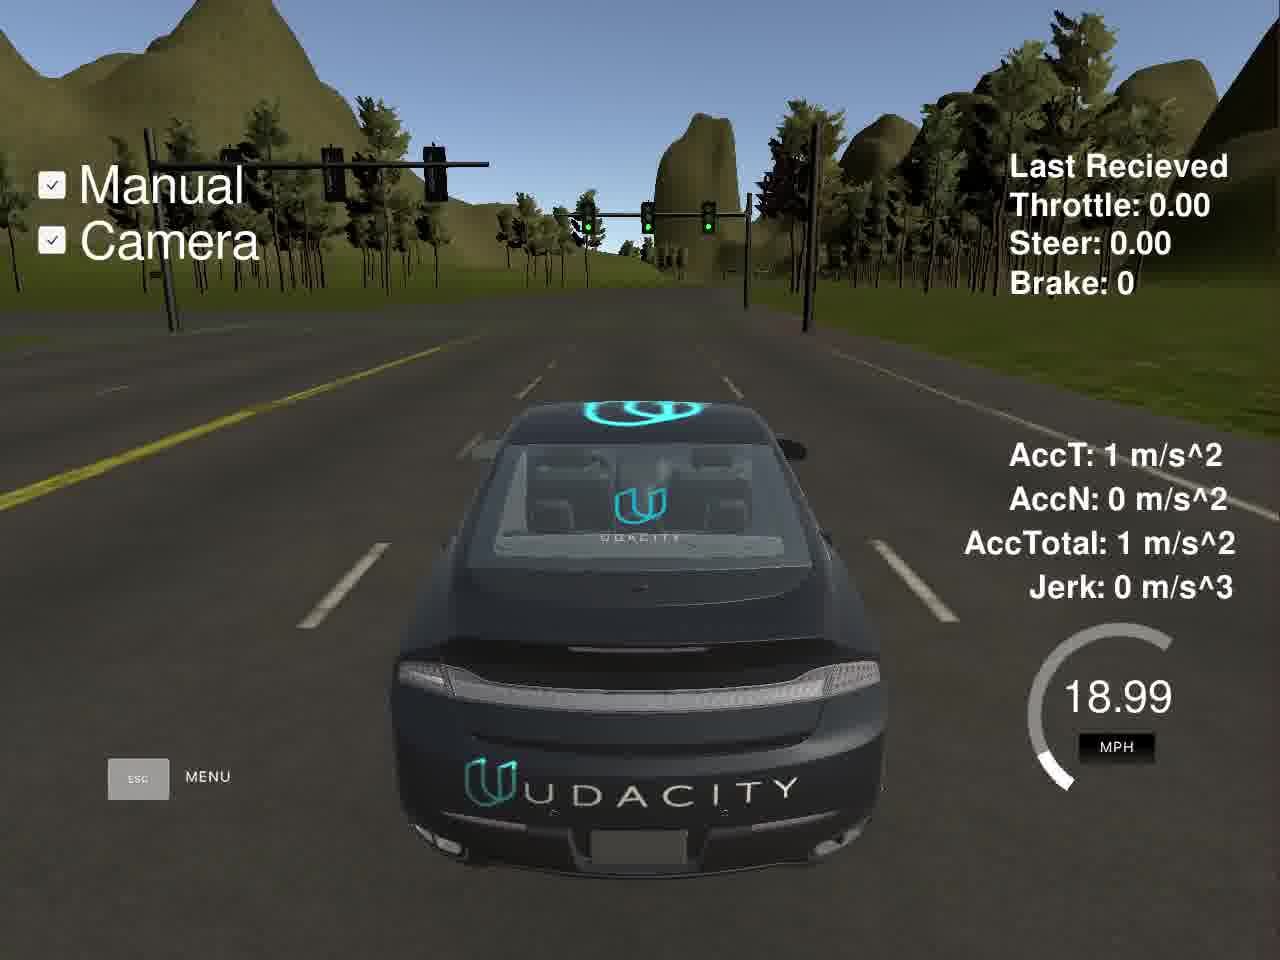 Manual
Camera
Last Recieved
Throttle: 0.00
Steer: 0.00
Brake: 0
AccT: 1 m/s^2
AccN: 0 m/s^2
AccTotal: 1 m/s^2
Jerk: 0 m/s^3
18.99
MPH
ESC MENU
UDACITY
UDACITY